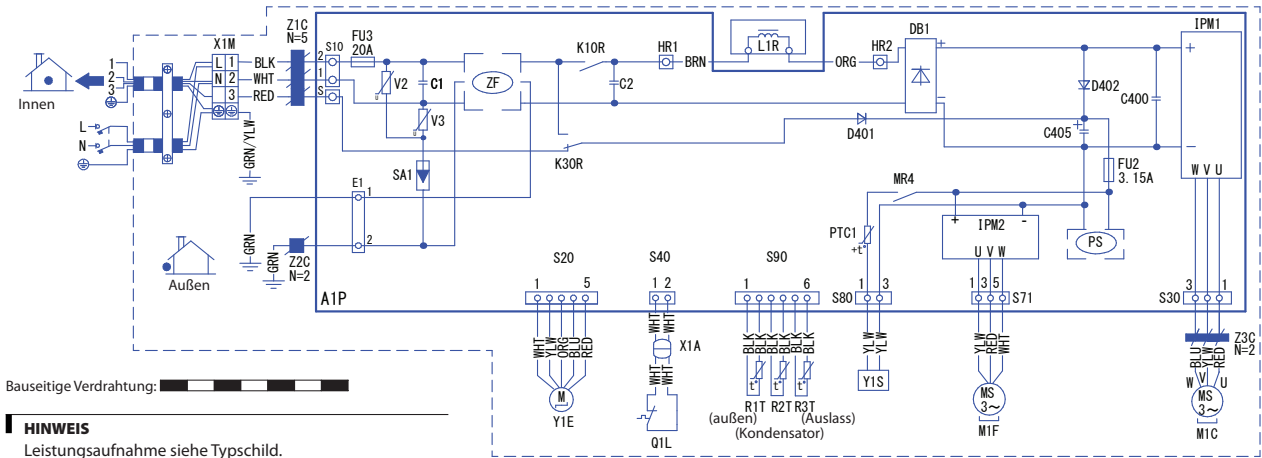 Z1C
N=5
X1M
S10
FU3
20A
K10R
HR1
L1R
HR2
DB1
IPM1
BRN
ORG
Innen
1
2
3
L 1
N 2
3
BLK
WHT
RED
2
1
S
V2
C1
ZF
C2
D402
C400
V3
D401
C405
L
N
GRN/YLW
K30R
SA1
FU2
3.15A
E1
1
2
MR4
W V U
PTC1
+t°
+ -
IPM2
U V W
PS
GRN
GRN
Z2C
N=2
Außen
A1P
S20
S40
S90
1 5
1 2
1 6
S80
1 3
1 3 5
S71
S30
3 1
WHT
YLW
ORG
BLU
RED
WHT
WHT
X1A
WHT
WHT
BLK
BLK
BLK
BLK
BLK
BLK
t°
t°
t°
YLW
YLW
YLW
RED
WHT
BLU
YLW
RED
Z3C
N=2
W V U
Bauseitige Verdrahtung:
M
Y1E
Q1L
R1T R2T R3T
(außen) (Auslass)
(Kondensator)
Y1S
MS
3~
M1F
MS
3~
M1C
HINWEIS
Leistungsaufnahme siehe Typschild.